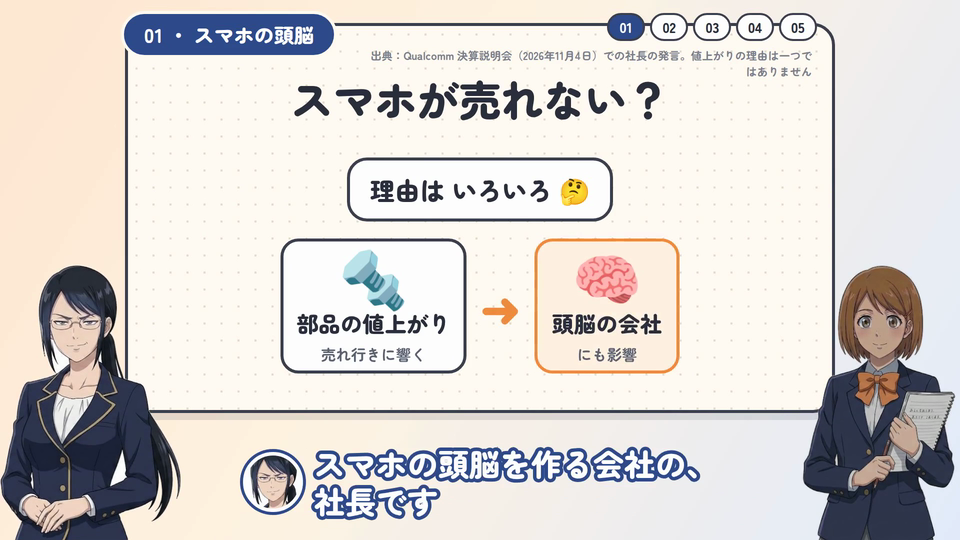 01 ・ スマホの頭脳
01 02 03 04 05
出典：Qualcomm 決算説明会（2026年11月4日）での社長の発言。値上がりの理由は一つで
はありません
スマホが売れない？
理由は いろいろ 🤔
部品の値上がり
売れ行きに響く
頭脳の会社
にも影響
スマホの頭脳を作る会社の、
社長です